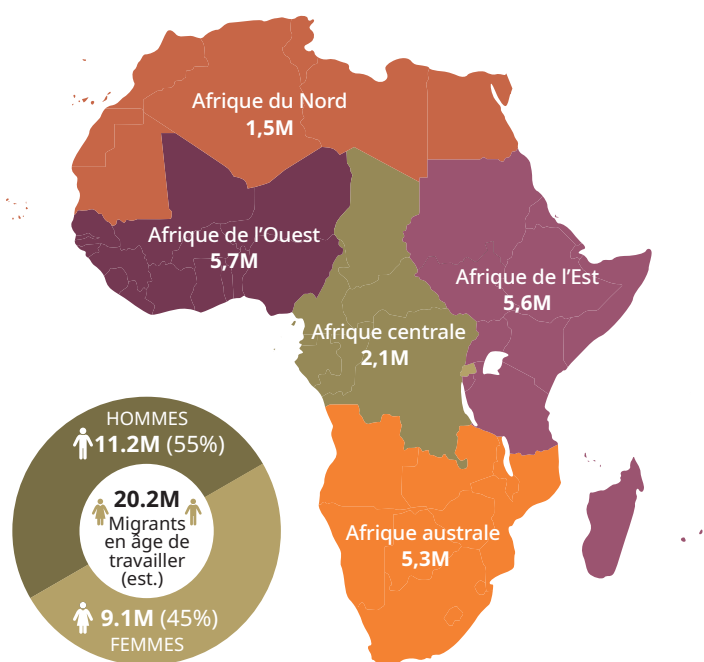 Afrique du Nord
1,5M
Afrique de l'Ouest
5,7M
Afrique de l'Est
5,6M
Afrique centrale
2,1M
Afrique australe
5,3M
HOMMES
11.2M (55%)
20.2M
Migrants
en âge de
travailler
(est.)
9.1M (45%)
FEMMES